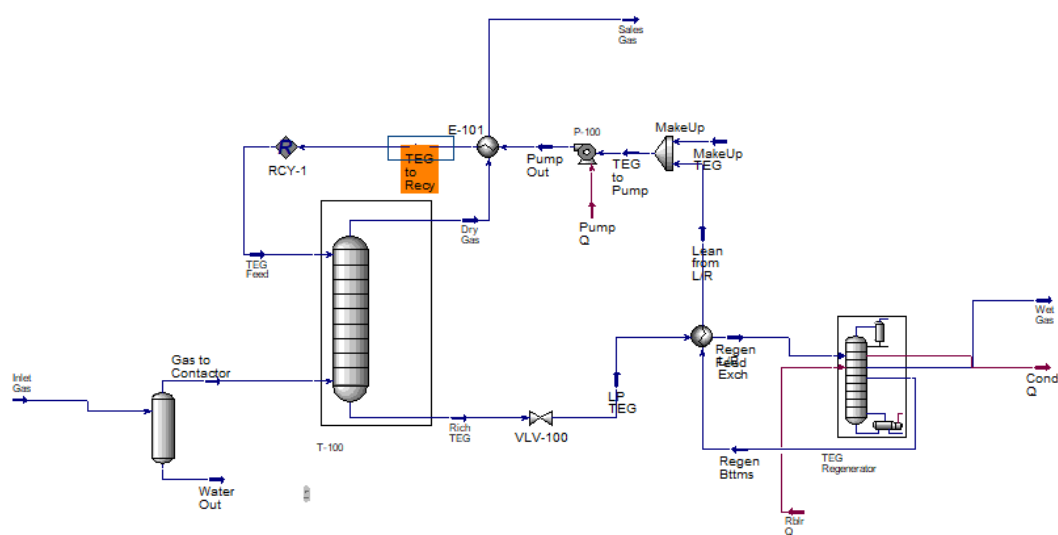 Sales
Gas
E-101
P-100
MakeUp
MakeUp
TEG
R
RCY-1
TEG
to
Recy
Pump
Out
TEG
to
Pump
Pump
Q
Dry
Gas
TEG
Feed
Lean
from
L/R
Wet
Gas
Inlet
Gas
Gas to
Contactor
Regen
Feed
Exch
Cond
Q
LP
TEG
Rich
TEG
VLV-100
T-100
Regen
Bttms
TEG
Regenerator
Water
Out
Rblr
Q